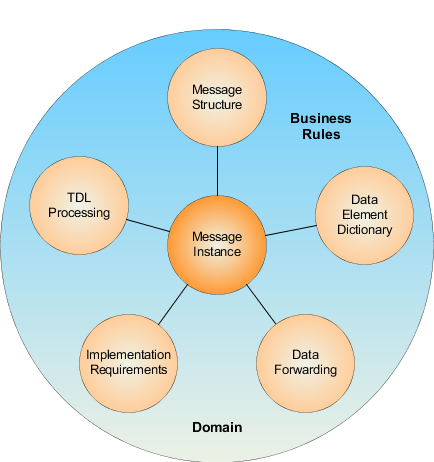 Message
Structure
Business
Rules
TDL
Processing
Data
Element
Dictionary
Message
Instance
Implementation
Requirements
Data
Forwarding
Domain